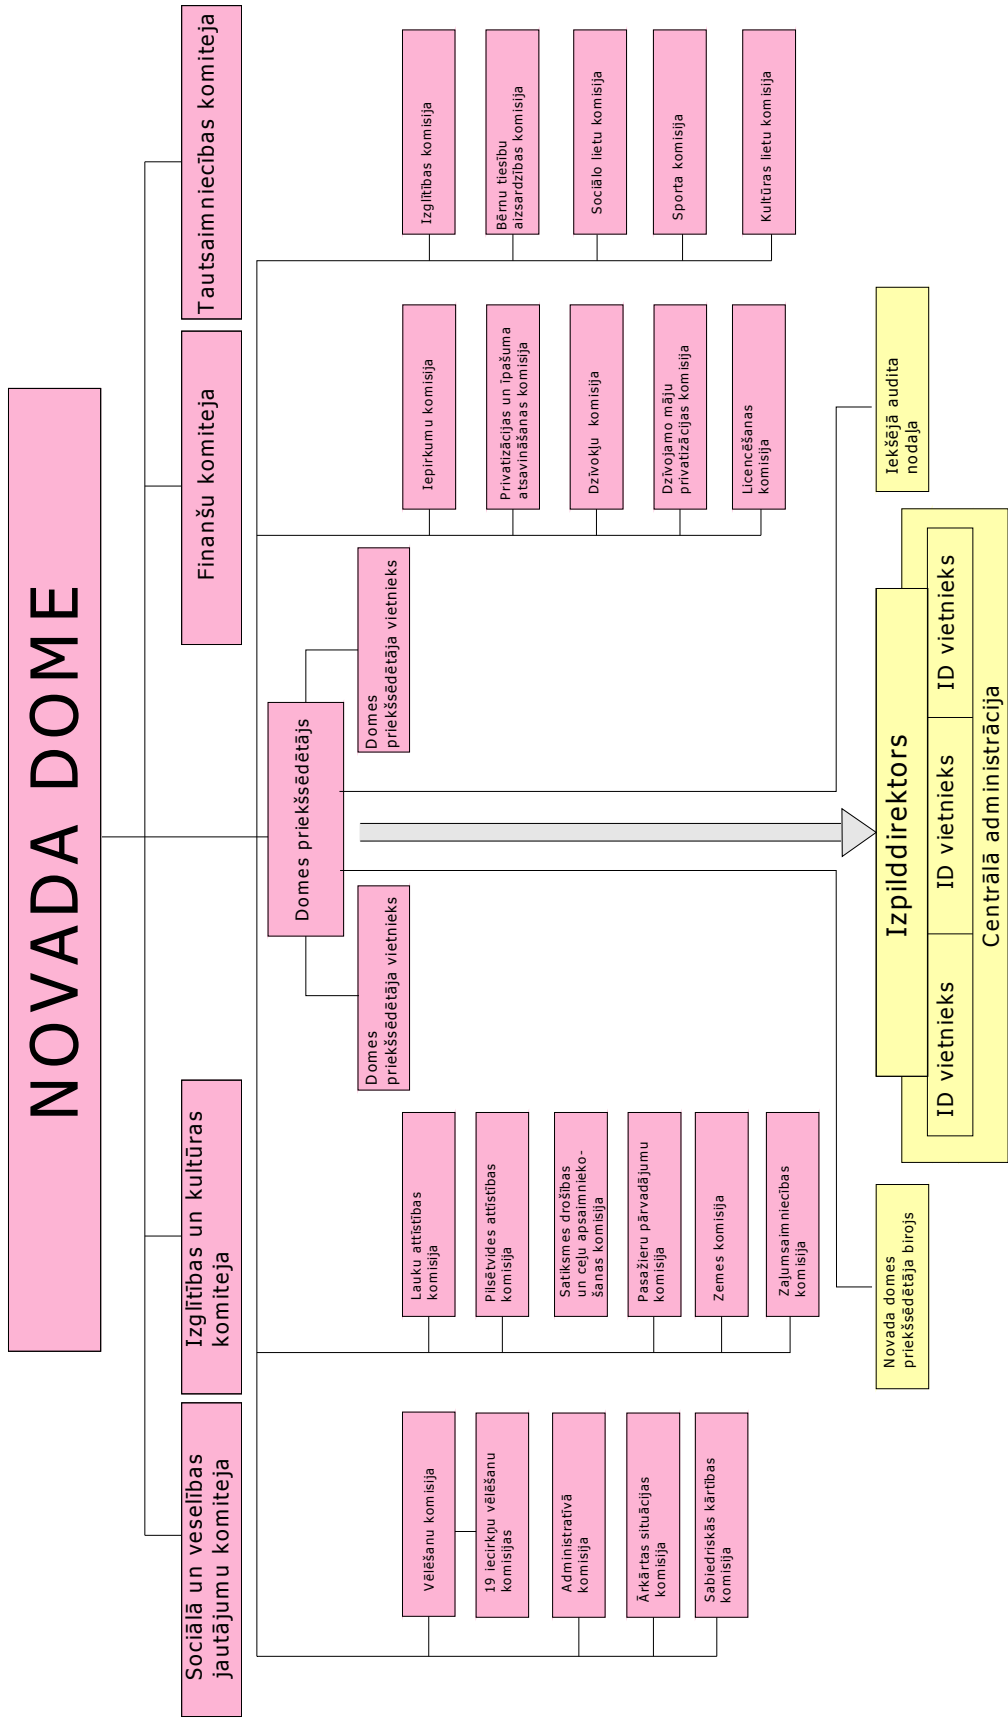 NOVADA DOME
Sociālā un veselības
jautājumu komiteja
Izglītības un kultūras
komiteja
Finanšu komiteja
Tautsaimniecības komiteja
Domes priekšsēdētājs
Domes
priekšsēdētāja vietnieks
Domes
priekšsēdētāja vietnieks
Vēlēšanu komisija
19 iecirkņu vēlēšanu
komisijas
Administratīvā
komisija
Ārkārtas situācijas
komisija
Sabiedriskās kārtības
komisija
Lauku attīstības
komisija
Pilsētvides attīstības
komisija
Satiksmes drošības
un ceļu apsaimnieko-
šanas komisija
Pasažieru pārvadājumu
komisija
Zemes komisija
Zaļumsaimniecības
komisija
Iepirkumu komisija
Privatizācijas un īpašuma
atsavināšanas komisija
Dzīvokļu komisija
Dzīvojamo māju
privatizācijas komisija
Licencēšanas
komisija
Izglītības komisija
Bērnu tiesību
aizsardzības komisija
Sociālo lietu komisija
Sporta komisija
Kultūras lietu komisija
Novada domes
priekšsēdētāja birojs
Izpilddirektors
ID vietnieks
ID vietnieks
ID vietnieks
Centrālā administrācija
Iekšējā audita
nodaļa